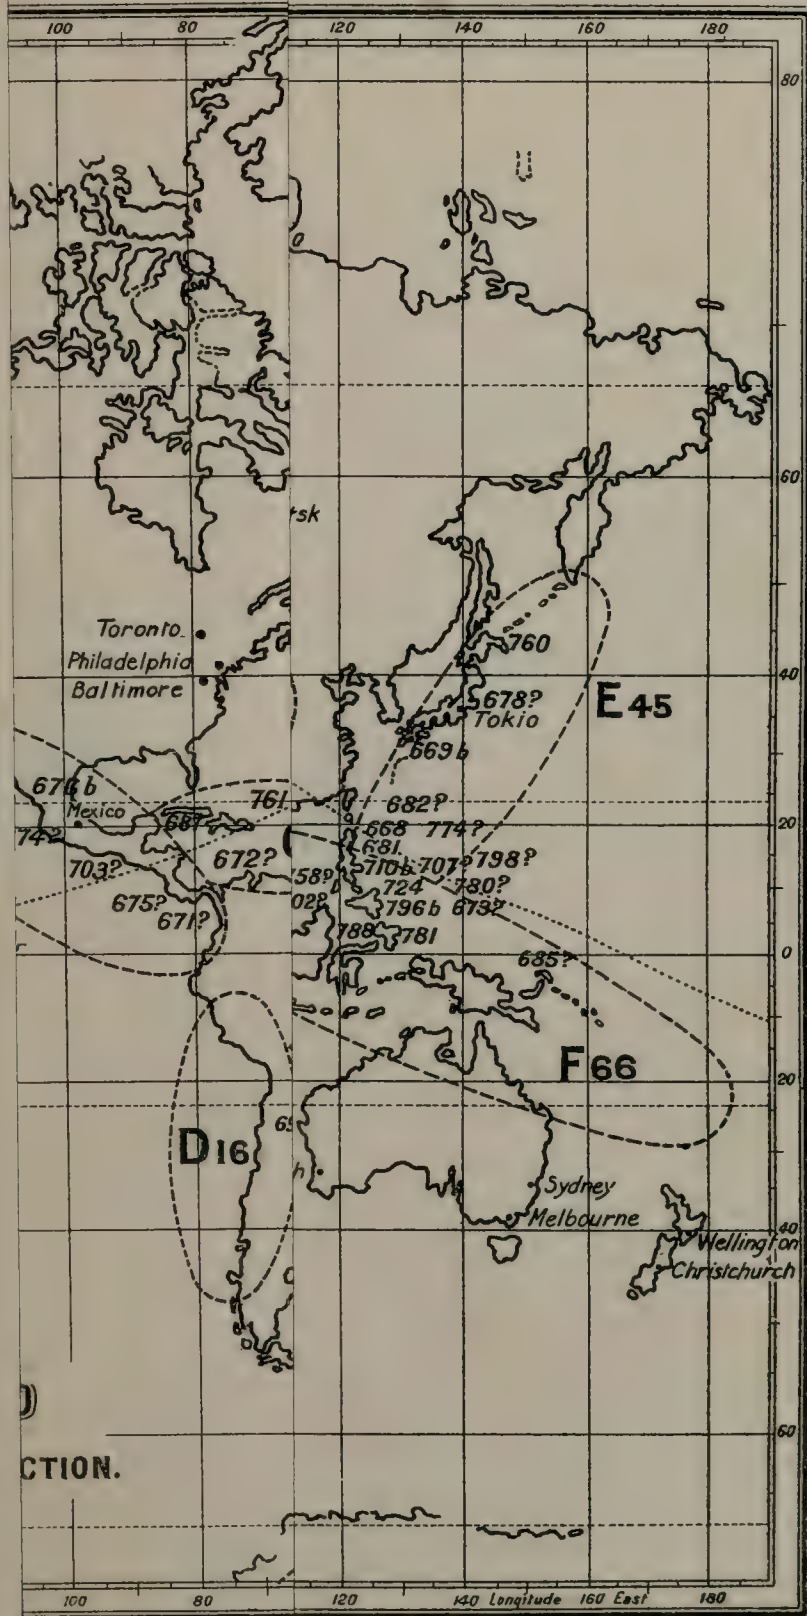 100 80 120 140 160 180
80
60
tsk
Toronto
Philadelphia
Baltimore
760
40
678?
Tokio
E45
669b
676b
761
682?
Mexico
687
20
74?
668 774?
681
703?
672?
58?
710b 707? 798?
724 780?
675?
02?
796b 673?
671?
788 781
0
685?
F66
20
69
D16
h
Sydney
Melbourne
40
Wellington
Christchurch
60
CTION.
100 80 120 140 Longitude 160 East 180